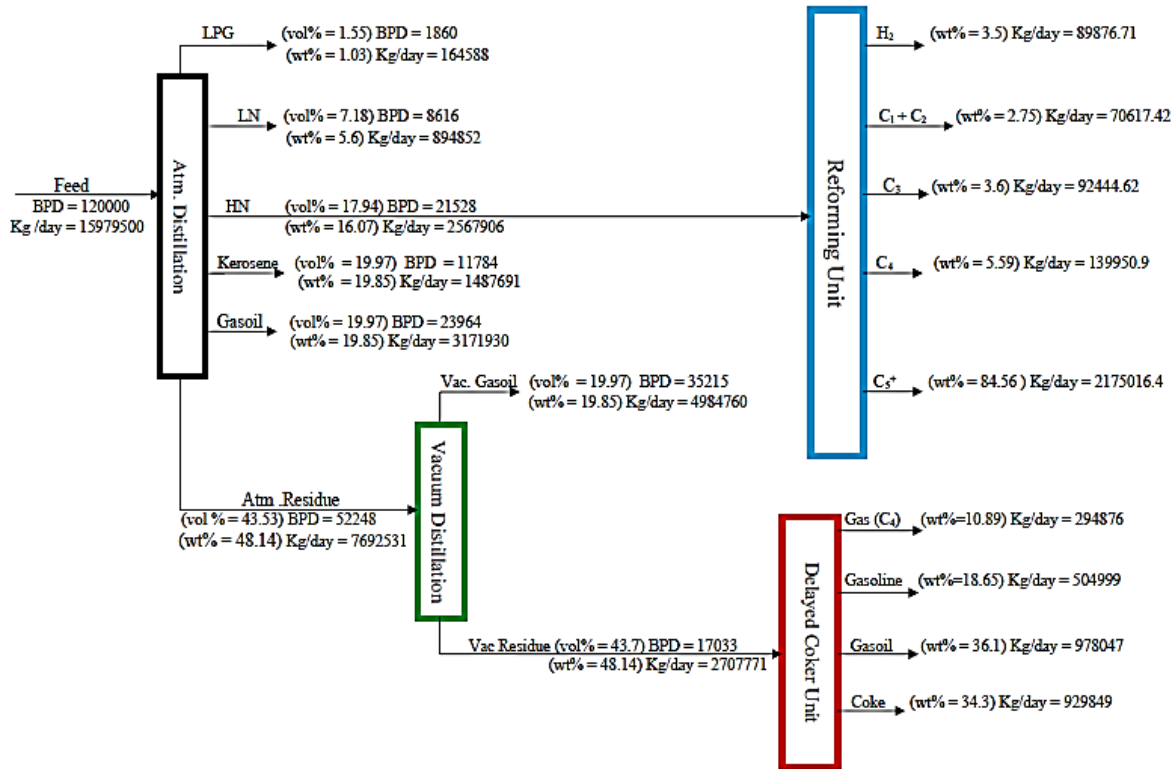 LPG
(vol% = 1.55) BPD = 1860
(wt% = 1.03) Kg/day = 164588
LN
(vol% = 7.18) BPD = 8616
(wt% = 5.6) Kg/day = 894852
Feed
BPD = 120000
Kg /day = 15979500
Atm. Distillation
HN
(vol% = 17.94) BPD = 21528
(wt% = 16.07) Kg/day = 2567906
Kerosene
(vol% = 19.97) BPD = 11784
(wt% = 19.85) Kg/day = 1487691
Gasoil
(vol% = 19.97) BPD = 23964
(wt% = 19.85) Kg/day = 3171930
Atm .Residue
(vol % = 43.53) BPD = 52248
(wt% = 48.14) Kg/day = 7692531
Vacuum Distillation
Vac. Gasoil
(vol% = 19.97) BPD = 35215
(wt% = 19.85) Kg/day = 4984760
Vac Residue (vol% = 43.7) BPD = 17033
(wt% = 48.14) Kg/day = 2707771
Reforming Unit
H₂
(wt% = 3.5) Kg/day = 89876.71
C₁ + C₂
(wt% = 2.75) Kg/day = 70617.42
C₃
(wt% = 3.6) Kg/day = 92444.62
C₄
(wt% = 5.59) Kg/day = 139950.9
C₅⁺
(wt% = 84.56 ) Kg/day = 2175016.4
Delayed Coker Unit
Gas (C₄)
(wt%=10.89) Kg/day = 294876
Gasoline
(wt%=18.65) Kg/day = 504999
Gasoil
(wt% = 36.1) Kg/day = 978047
Coke
(wt% = 34.3) Kg/day = 929849